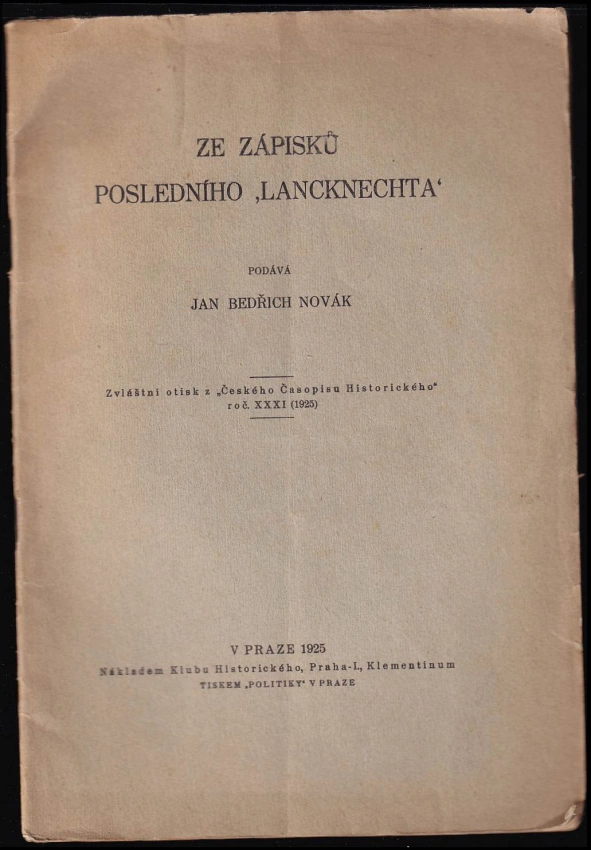 ZE ZÁPISKŮ
POSLEDNÍHO ‚LANCKNECHTA‘
PODÁVÁ
JAN BEDŘICH NOVÁK
Zvláštní otisk z „Českého Časopisu Historického“
roč. XXXI (1925)
V PRAZE 1925
Nákladem Klubu Historického, Praha-I., Klementinum
TISKEM ‚POLITIKY‘ V PRAZE